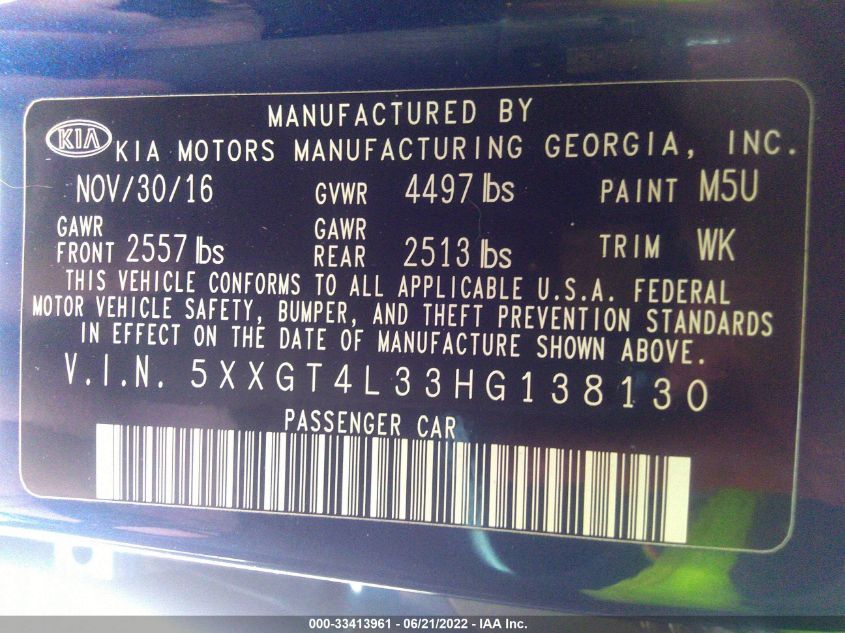 MANUFACTURED BY
KIA KIA MOTORS MANUFACTURING GEORGIA, INC.
NOV/30/16 GVWR 4497 lbs PAINT M5U
GAWR FRONT 2557 lbs GAWR REAR 2513 lbs TRIM WK
THIS VEHICLE CONFORMS TO ALL APPLICABLE U.S.A. FEDERAL
MOTOR VEHICLE SAFETY, BUMPER, AND THEFT PREVENTION STANDARDS
IN EFFECT ON THE DATE OF MANUFACTURE SHOWN ABOVE.
V.I.N. 5XXGT4L33HG138130
PASSENGER CAR
000-33413961 - 06/21/2022 - IAA Inc.